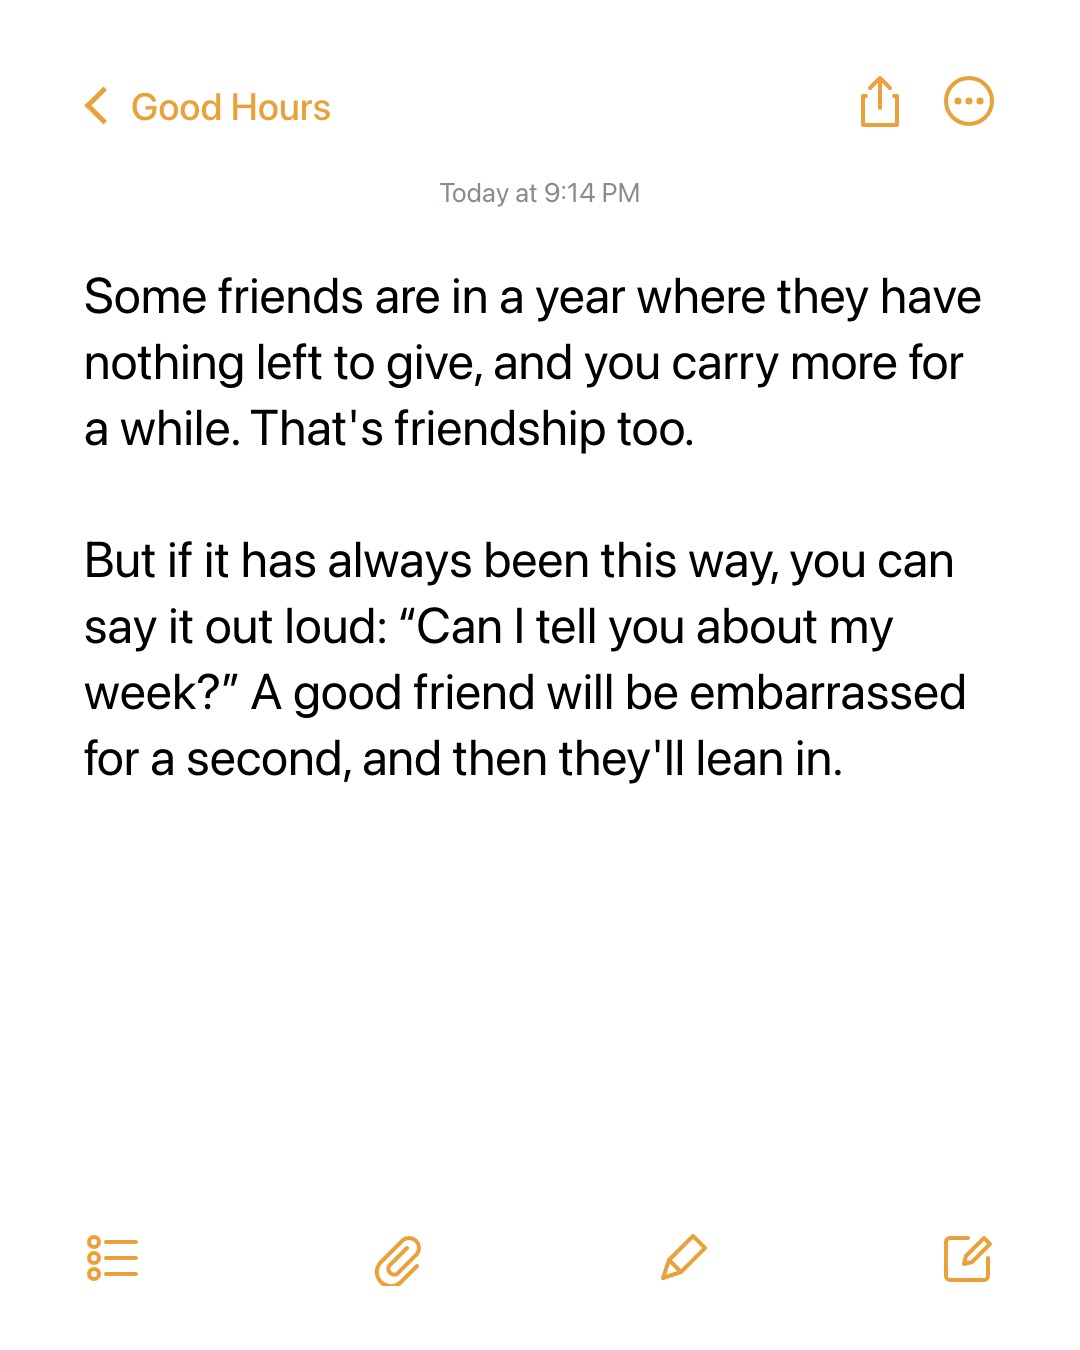 Good Hours
Today at 9:14 PM
Some friends are in a year where they have
nothing left to give, and you carry more for
a while. That's friendship too.
But if it has always been this way, you can
say it out loud: “Can I tell you about my
week?” A good friend will be embarrassed
for a second, and then they'll lean in.